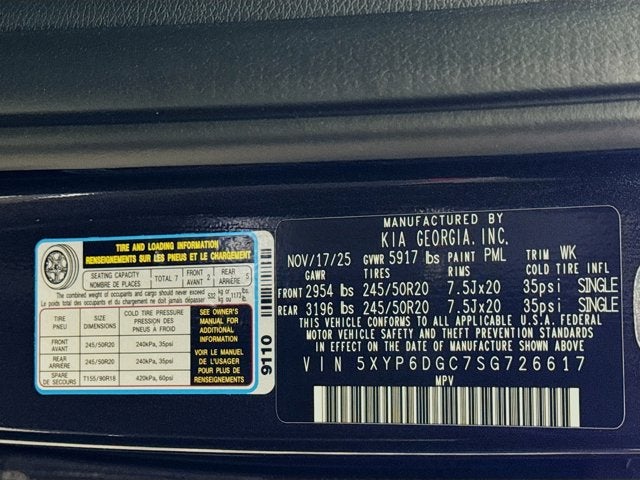 TIRE AND LOADING INFORMATION
RENSEIGNEMENTS SUR LES PNEUS ET LE CHARGEMENT
SEATING CAPACITY TOTAL 7 FRONT 2 REAR 5
NOMBRE DE PLACES AVANT ARRIÈRE
The combined weight of occupants and cargo should never exceed 532 kg or 1173 lb.
Le poids total des occupants et du chargement ne doit jamais dépasser kg ou lb.
TIRE SIZE COLD TIRE PRESSURE
PNEU DIMENSIONS PRESSION DES PNEUS A FROID
FRONT AVANT 245/50R20 240kPa, 35psi
REAR ARRIÈRE 245/50R20 240kPa, 35psi
SPARE DE SECOURS T155/90R18 420kPa, 60psi
SEE OWNER'S MANUAL FOR ADDITIONAL INFORMATION
VOIR LE MANUEL DE L'USAGER POUR PLUS DE RENSEIGNEMENTS
9110
MANUFACTURED BY
KIA GEORGIA, INC.
NOV/17/25 GVWR 5917 lbs PAINT PML TRIM WK
GAWR TIRES RIMS COLD TIRE INFL
FRONT 2954 lbs 245/50R20 7.5Jx20 35psi SINGLE
REAR 3196 lbs 245/50R20 7.5Jx20 35psi SINGLE
THIS VEHICLE CONFORMS TO ALL APPLICABLE U.S.A. FEDERAL
MOTOR VEHICLE SAFETY AND THEFT PREVENTION STANDARDS
IN EFFECT ON THE DATE OF MANUFACTURE SHOWN ABOVE
VIN 5XYP6DGC7SG726617
MPV